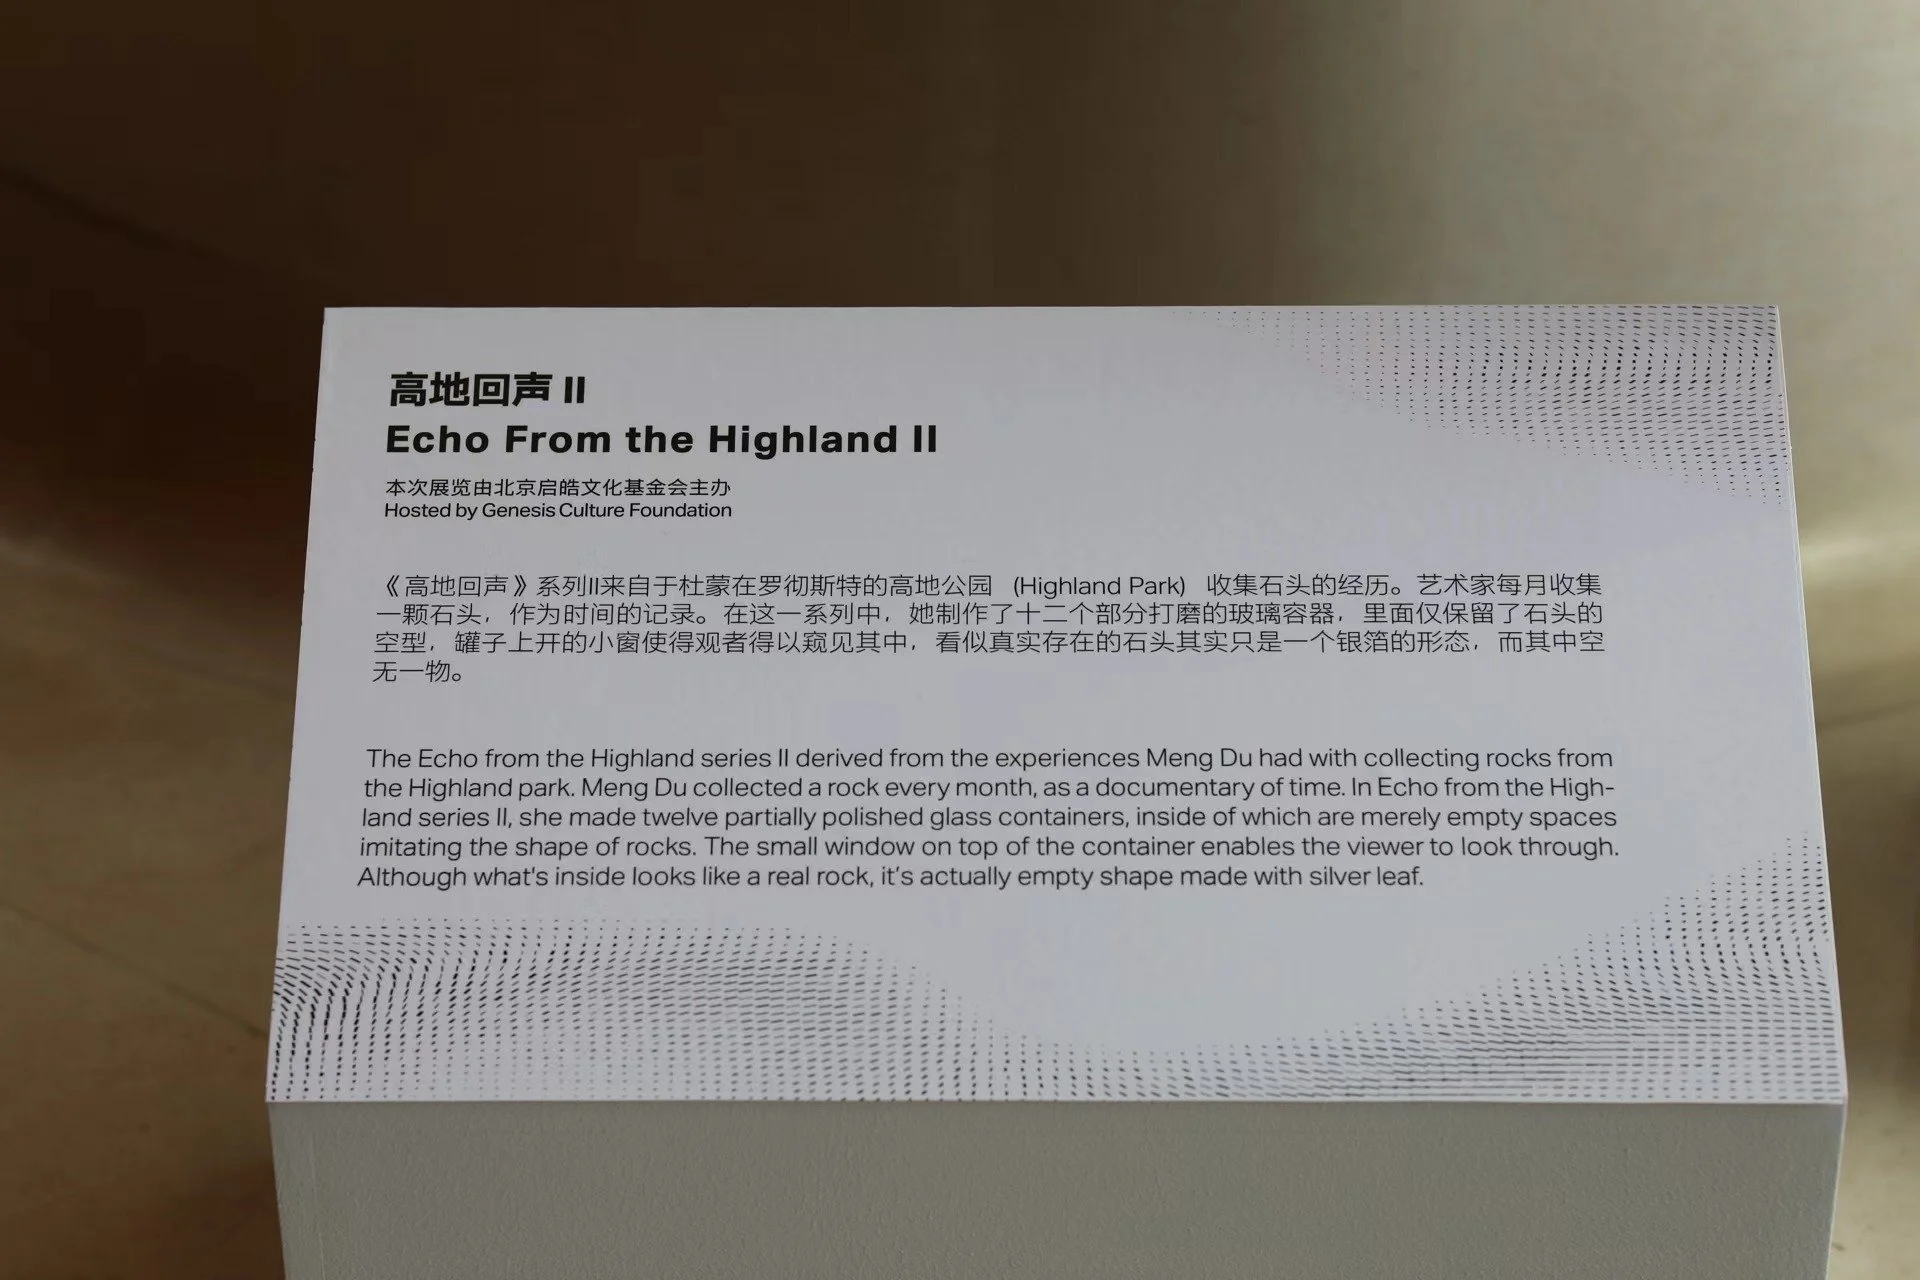 高地回声 II
Echo From the Highland II
本次展览由北京启皓文化基金会主办
Hosted by Genesis Culture Foundation
《高地回声》系列II来自于杜蒙在罗彻斯特的高地公园 (Highland Park) 收集石头的经历。艺术家每月收集
一颗石头，作为时间的记录。在这一系列中，她制作了十二个部分打磨的玻璃容器，里面仅保留了石头的
空型，罐子上开的小窗使得观者得以窥见其中，看似真实存在的石头其实只是一个银箔的形态，而其中空
无一物。
The Echo from the Highland series II derived from the experiences Meng Du had with collecting rocks from
the Highland park. Meng Du collected a rock every month, as a documentary of time. In Echo from the High-
land series II, she made twelve partially polished glass containers, inside of which are merely empty spaces
imitating the shape of rocks. The small window on top of the container enables the viewer to look through.
Although what's inside looks like a real rock, it's actually empty shape made with silver leaf.